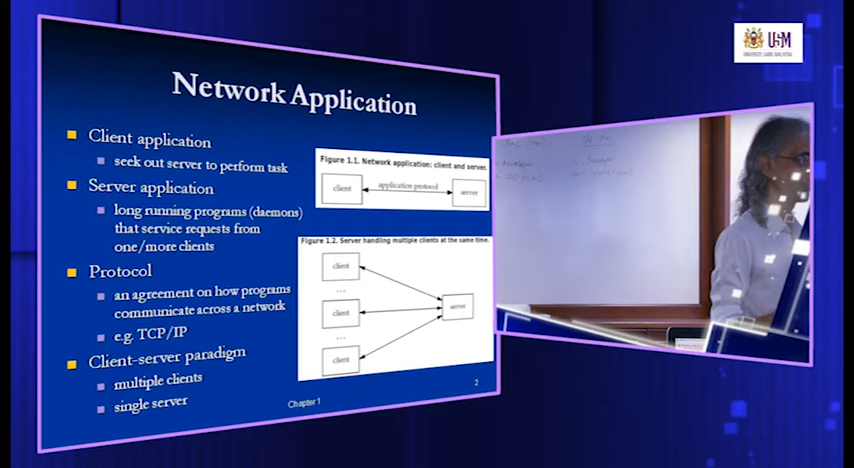 Network Application
Client application
seek out server to perform task
Server application
long running programs (daemons)
that service requests from
one/more clients
Protocol
an agreement on how programs
communicate across a network
e.g. TCP/IP
Client-server paradigm
multiple clients
single server
Figure 1.1. Network application: client and server.
client
application protocol
server
Figure 1.2. Server handling multiple clients at the same time.
client
...
client
...
client
server
Chapter 1
2
USM
UNIVERSITI SAINS MALAYSIA